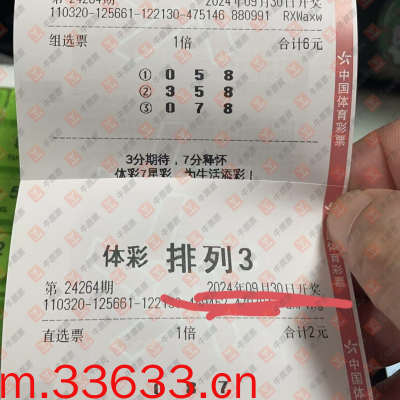 第 24264期 2024年09月30日开奖
110320-125661-122130-475146 880991 RXWaxw
组选票 1倍 合计6元
① 0 5 8
② 3 5 8
③ 0 7 8
3分期待，7分释怀
体彩7星彩，为生活添彩！
中国体育彩票
体彩 排列3
第 24264期 2024年09月30日开奖
110320-125661-122130
直选票 1倍 合计2元
中国体育彩票
m.33633.cn
0 8 7